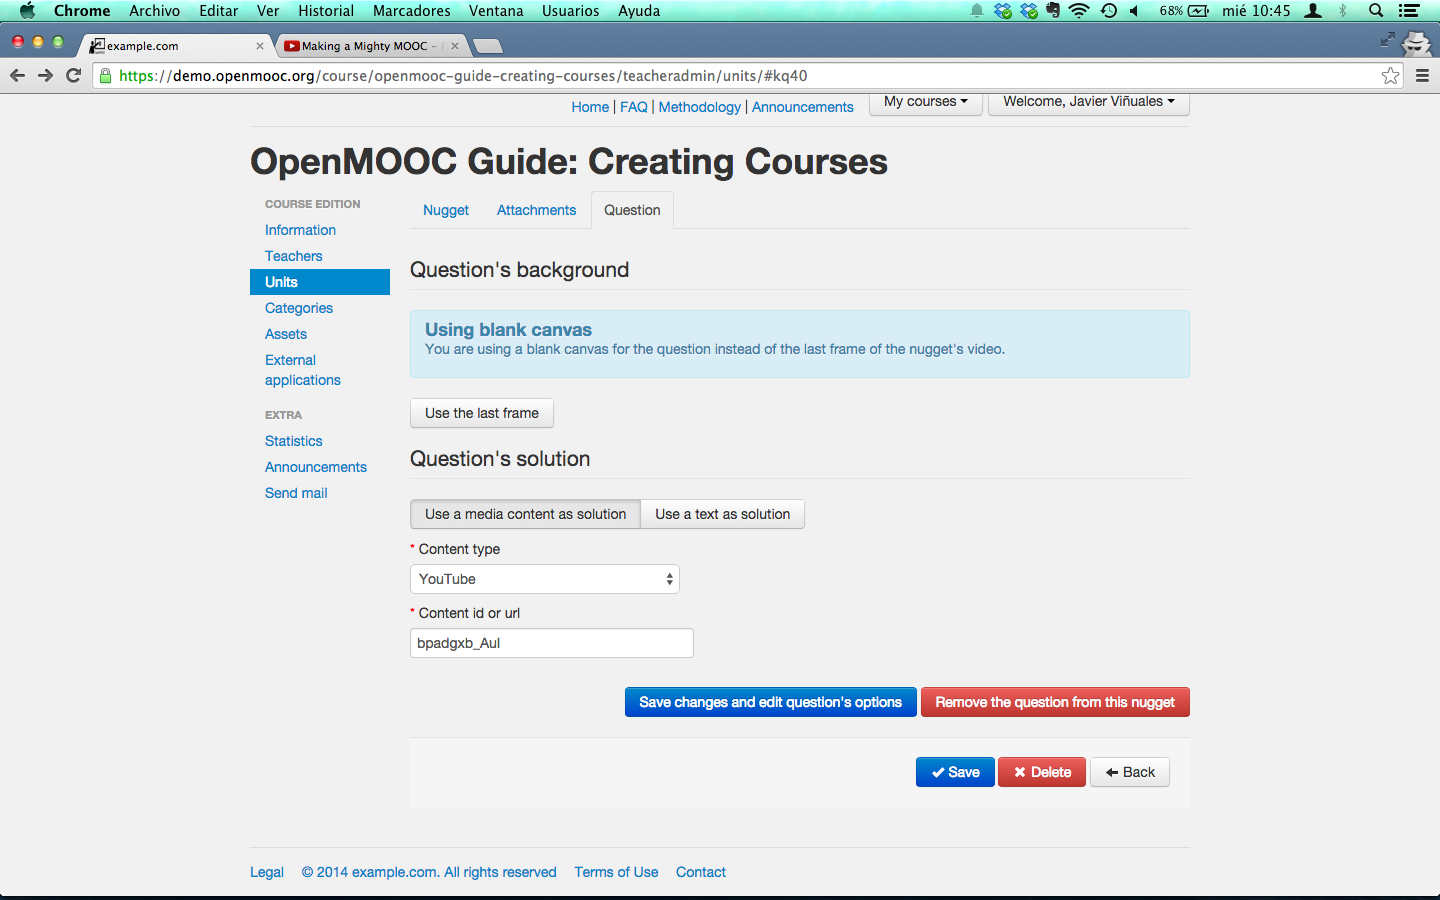 Chrome Archivo Editar Ver Historial Marcadores Ventana Usuarios Ayuda 68% mié 10:45
example.com × Making a Mighty MOOC – ×
https://demo.openmooc.org/course/openmooc-guide-creating-courses/teacheradmin/units/#kq40
Home | FAQ | Methodology | Announcements My courses Welcome, Javier Viñuales
OpenMOOC Guide: Creating Courses
COURSE EDITION
Information
Teachers
Units
Categories
Assets
External
applications
EXTRA
Statistics
Announcements
Send mail
Nugget Attachments Question
Question's background
Using blank canvas
You are using a blank canvas for the question instead of the last frame of the nugget's video.
Use the last frame
Question's solution
Use a media content as solution Use a text as solution
* Content type
YouTube
* Content id or url
bpadgxb_AuI
Save changes and edit question's options Remove the question from this nugget
Save Delete Back
Legal © 2014 example.com. All rights reserved Terms of Use Contact